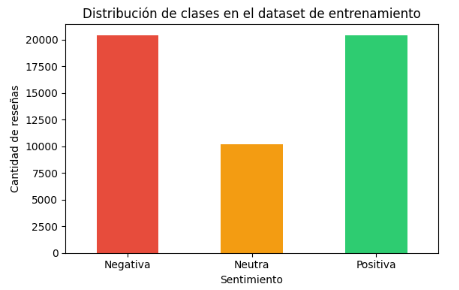 Distribución de clases en el dataset de entrenamiento
20000
17500
15000
12500
10000
7500
5000
2500
0
Cantidad de reseñas
Negativa Neutra Positiva
Sentimiento